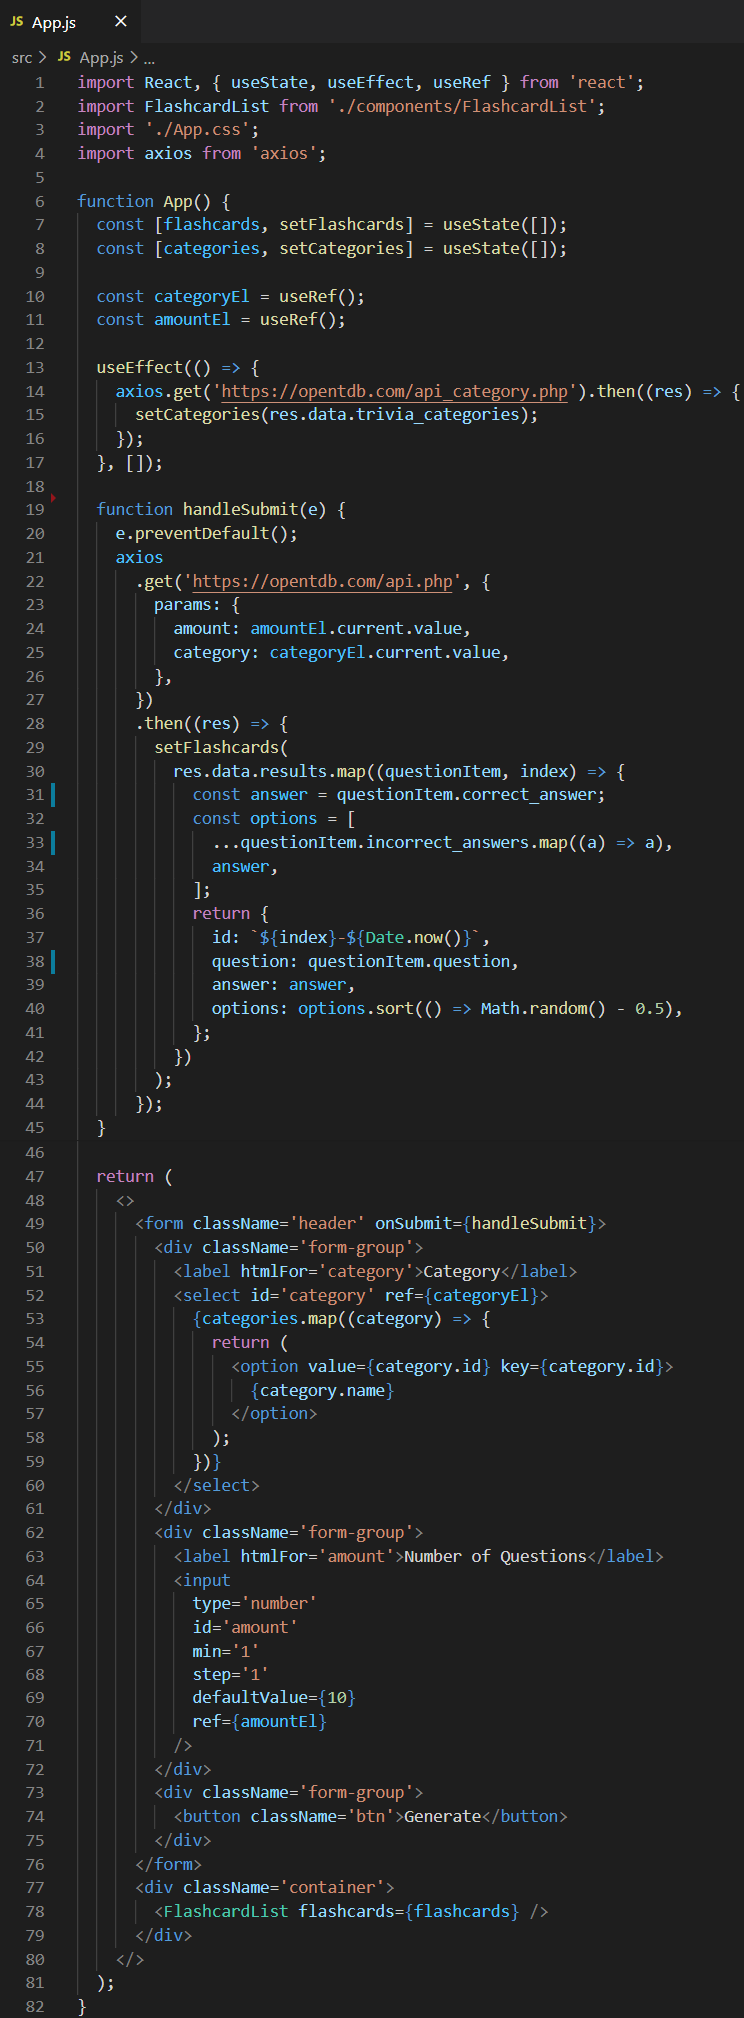 JS App.js ×
src > JS App.js > ...
1 import React, { useState, useEffect, useRef } from 'react';
2 import FlashcardList from './components/FlashcardList';
3 import './App.css';
4 import axios from 'axios';
5
6 function App() {
7   const [flashcards, setFlashcards] = useState([]);
8   const [categories, setCategories] = useState([]);
9
10   const categoryEl = useRef();
11   const amountEl = useRef();
12
13   useEffect(() => {
14     axios.get('https://opentdb.com/api_category.php').then((res) => {
15       setCategories(res.data.trivia_categories);
16     });
17   }, []);
18
19   function handleSubmit(e) {
20     e.preventDefault();
21     axios
22       .get('https://opentdb.com/api.php', {
23         params: {
24           amount: amountEl.current.value,
25           category: categoryEl.current.value,
26         },
27       })
28       .then((res) => {
29         setFlashcards(
30           res.data.results.map((questionItem, index) => {
31             const answer = questionItem.correct_answer;
32             const options = [
33               ...questionItem.incorrect_answers.map((a) => a),
34               answer,
35             ];
36             return {
37               id: `${index}-${Date.now()}`,
38               question: questionItem.question,
39               answer: answer,
40               options: options.sort(() => Math.random() - 0.5),
41             };
42           })
43         );
44       });
45   }
46
47   return (
48     <>
49       <form className='header' onSubmit={handleSubmit}>
50         <div className='form-group'>
51           <label htmlFor='category'>Category</label>
52           <select id='category' ref={categoryEl}>
53             {categories.map((category) => {
54               return (
55                 <option value={category.id} key={category.id}>
56                   {category.name}
57                 </option>
58               );
59             })}
60           </select>
61         </div>
62         <div className='form-group'>
63           <label htmlFor='amount'>Number of Questions</label>
64           <input
65             type='number'
66             id='amount'
67             min='1'
68             step='1'
69             defaultValue={10}
70             ref={amountEl}
71           />
72         </div>
73         <div className='form-group'>
74           <button className='btn'>Generate</button>
75         </div>
76       </form>
77       <div className='container'>
78         <FlashcardList flashcards={flashcards} />
79       </div>
80     </>
81   );
82 }